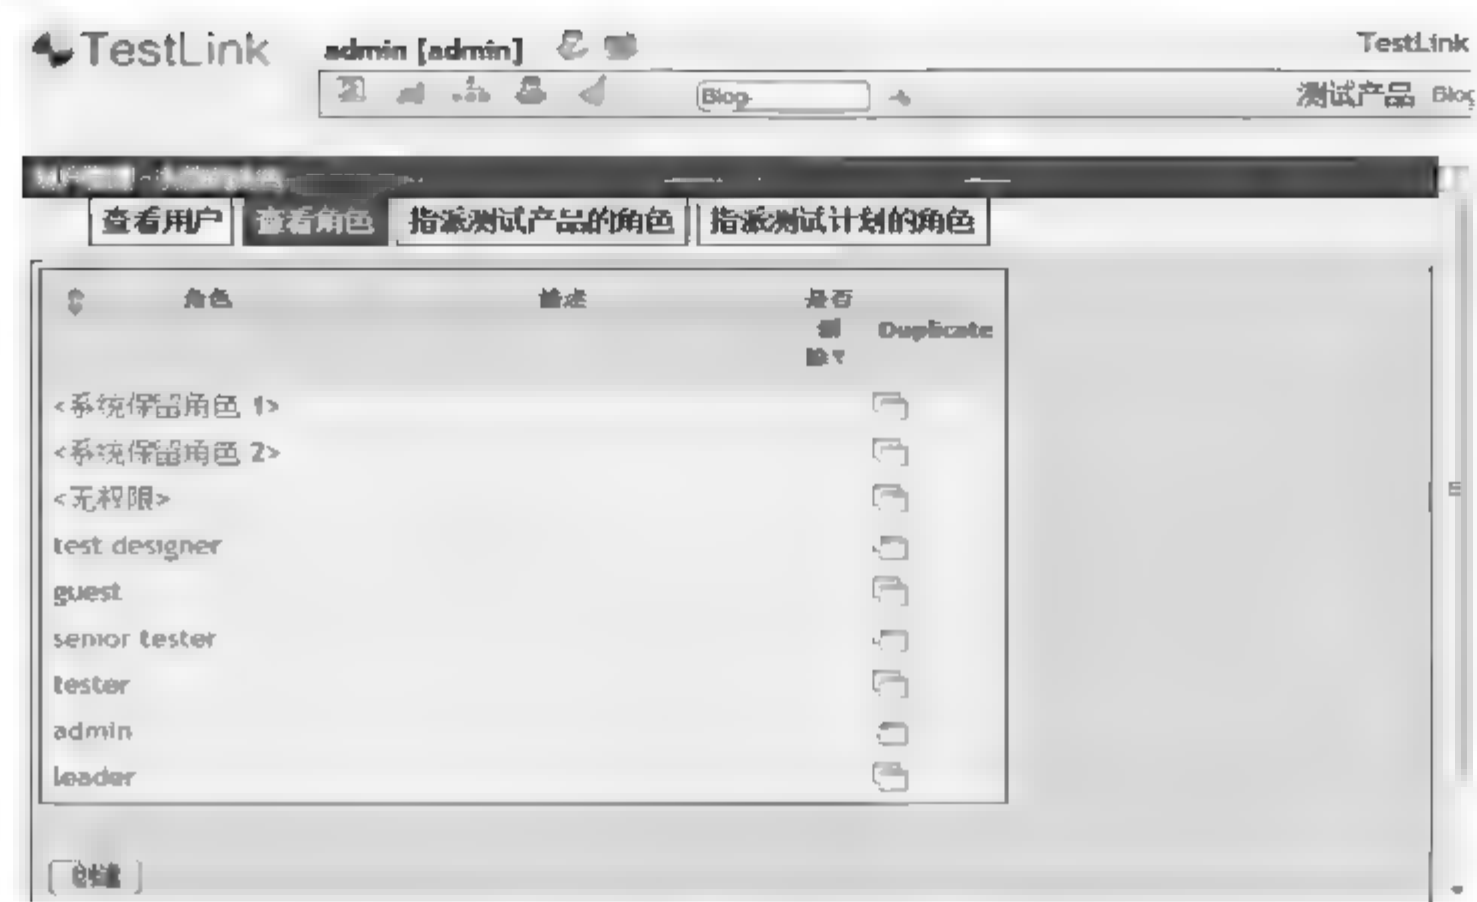 TestLink admin [admin] TestLink
Blog- 测试产品 Blog
查看用户 查看角色 指派测试产品的角色 指派测试计划的角色
角色 描述 是否
删 Duplicate
除?
<系统保留角色 1>
<系统保留角色 2>
<无权限>
test designer
guest
senior tester
tester
admin
leader
创建